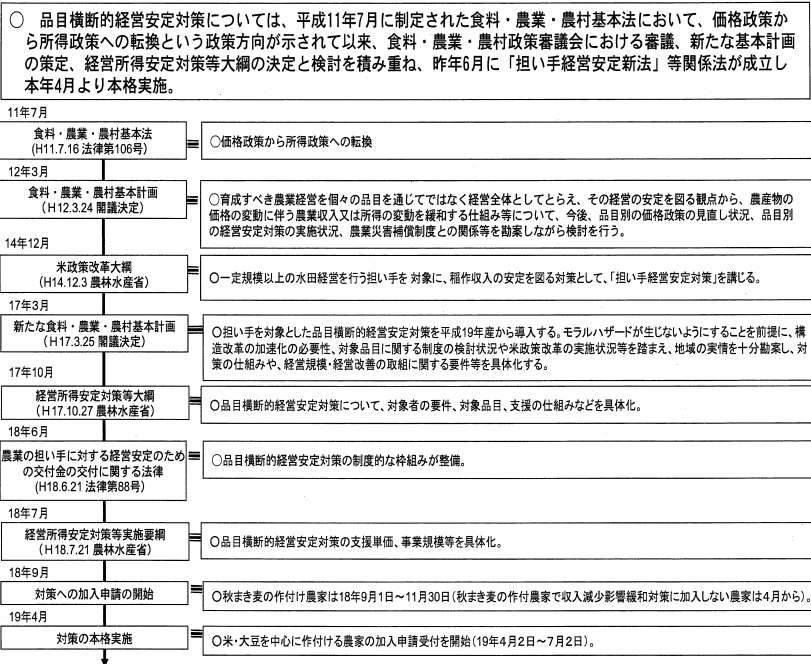 ○　品目横断的経営安定対策については、平成11年7月に制定された食料・農業・農村基本法において、価格政策か
ら所得政策への転換という政策方向が示されて以来、食料・農業・農村政策審議会における審議、新たな基本計画
の策定、経営所得安定対策等大綱の決定と検討を積み重ね、昨年6月に「担い手経営安定新法」等関係法が成立し
本年4月より本格実施。
11年7月
食料・農業・農村基本法
(H11.7.16 法律第106号)
○価格政策から所得政策への転換
12年3月
食料・農業・農村基本計画
(H12.3.24 閣議決定)
○育成すべき農業経営を個々の品目を通じてではなく経営全体としてとらえ、その経営の安定を図る観点から、農産物の
価格の変動に伴う農業収入又は所得の変動を緩和する仕組み等について、今後、品目別の価格政策の見直し状況、品目別
の経営安定対策の実施状況、農業災害補償制度との関係等を勘案しながら検討を行う。
14年12月
米政策改革大綱
(H14.12.3 農林水産省)
○一定規模以上の水田経営を行う担い手を 対象に、稲作収入の安定を図る対策として、「担い手経営安定対策」を講じる。
17年3月
新たな食料・農業・農村基本計画
(H17.3.25 閣議決定)
○担い手を対象とした品目横断的経営安定対策を平成19年産から導入する。モラルハザードが生じないようにすることを前提に、構
造改革の加速化の必要性、対象品目に関する制度の検討状況や米政策改革の実施状況等を踏まえ、地域の実情を十分勘案し、対
策の仕組みや、経営規模・経営改善の取組に関する要件等を具体化する。
17年10月
経営所得安定対策等大綱
(H17.10.27 農林水産省)
○品目横断的経営安定対策について、対象者の要件、対象品目、支援の仕組みなどを具体化。
18年6月
農業の担い手に対する経営安定のため
の交付金の交付に関する法律
(H18.6.21 法律第88号)
○品目横断的経営安定対策の制度的な枠組みが整備。
18年7月
経営所得安定対策等実施要綱
(H18.7.21 農林水産省)
○品目横断的経営安定対策の支援単価、事業規模等を具体化。
18年9月
対策への加入申請の開始
○秋まき麦の作付け農家は18年9月1日～11月30日(秋まき麦の作付農家で収入減少影響緩和対策に加入しない農家は4月から)。
19年4月
対策の本格実施
○米・大豆を中心に作付ける農家の加入申請受付を開始(19年4月2日～7月2日)。